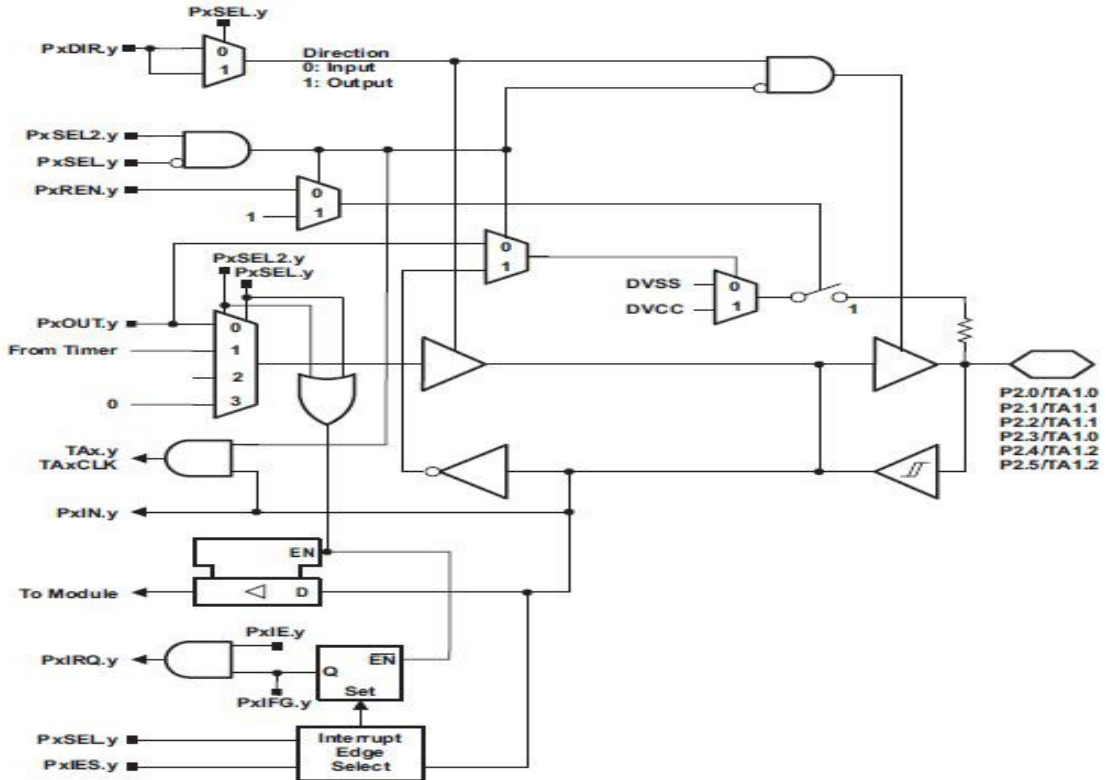 PxSEL.y
PxDIR.y
0
1
Direction
0: Input
1: Output
PxSEL2.y
PxSEL.y
PxREN.y
0
1
1
0
1
PxSEL2.y
PxSEL.y
DVSS
DVCC
0
1
1
PxOUT.y
From Timer
0
0
1
2
3
P2.0/TA1.0
P2.1/TA1.1
P2.2/TA1.1
P2.3/TA1.0
P2.4/TA1.2
P2.5/TA1.2
TAx.y
TAxCLK
PxIN.y
EN
D
To Module
PxIE.y
PxIRQ.y
Q
EN
Set
PxIFG.y
PxSEL.y
PxIES.y
Interrupt
Edge
Select